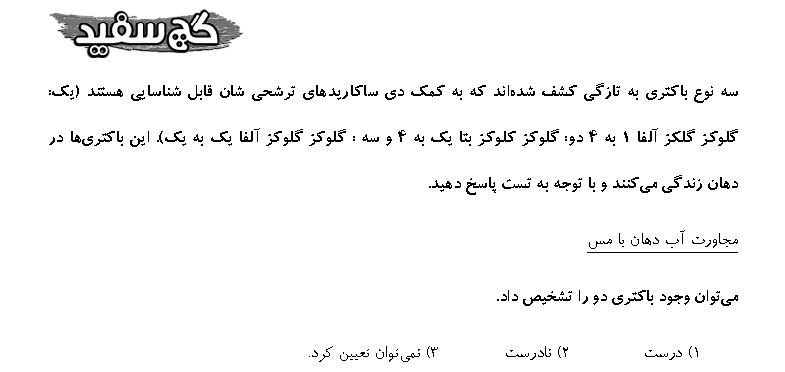 گچ سفید
سه نوع باکتری به تازگی کشف شده‌اند که به کمک دی ساکاریدهای ترشحی شان قابل شناسایی هستند (یک:
گلوکز گلکز آلفا ۱ به ۴ دو: گلوکز کلوکز بتا یک به ۴ و سه : گلوکز گلوکز آلفا یک به یک). این باکتری‌ها در
دهان زندگی می‌کنند و با توجه به تست پاسخ دهید.
مجاورت آب دهان با مس
می‌توان وجود باکتری دو را تشخیص داد.
۱) درست ۲) نادرست ۳) نمی‌توان تعیین کرد.